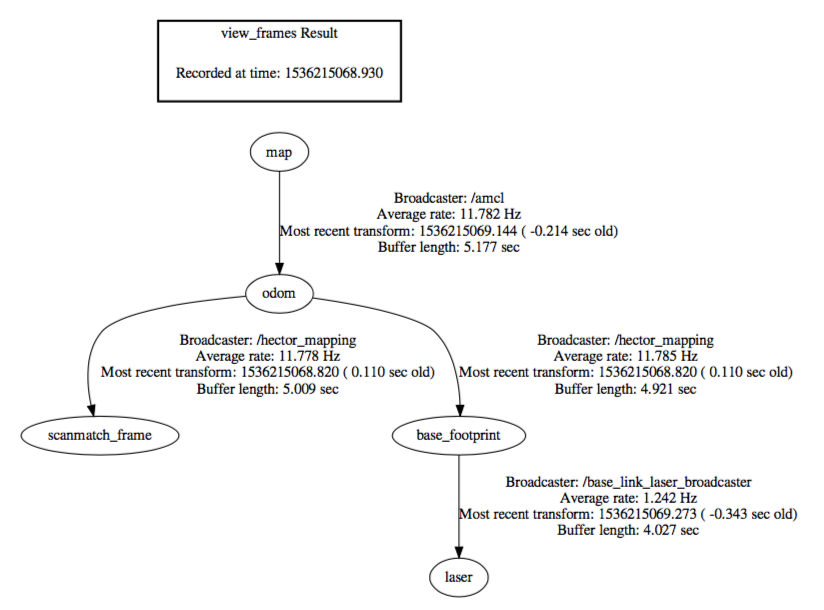 view_frames Result
Recorded at time: 1536215068.930
map
Broadcaster: /amcl
Average rate: 11.782 Hz
Most recent transform: 1536215069.144 ( -0.214 sec old)
Buffer length: 5.177 sec
odom
Broadcaster: /hector_mapping
Average rate: 11.778 Hz
Most recent transform: 1536215068.820 ( 0.110 sec old)
Buffer length: 5.009 sec
Broadcaster: /hector_mapping
Average rate: 11.785 Hz
Most recent transform: 1536215068.820 ( 0.110 sec old)
Buffer length: 4.921 sec
scanmatch_frame
base_footprint
Broadcaster: /base_link_laser_broadcaster
Average rate: 1.242 Hz
Most recent transform: 1536215069.273 ( -0.343 sec old)
Buffer length: 4.027 sec
laser